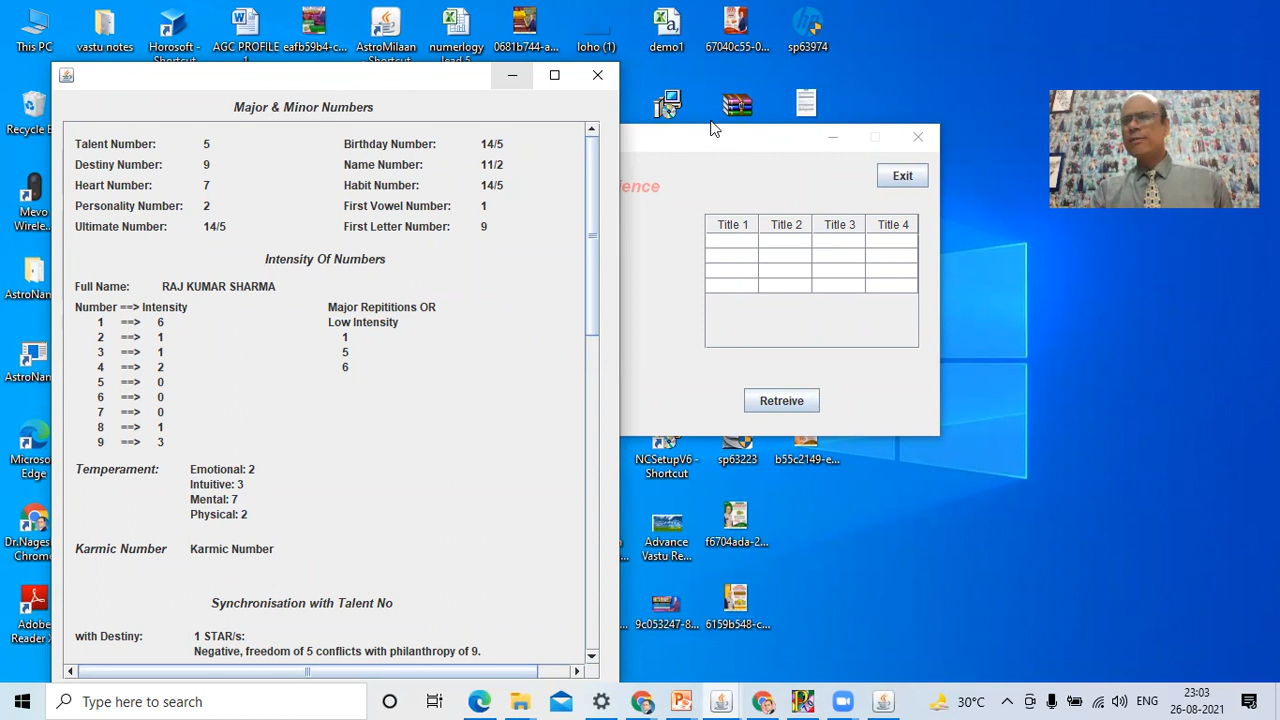 This PC
vastu notes
Horosoft -
Shortcut
AGC PROFILE
1
eafb59b4-c...
AstroMilaan
- Shortcut
numerlogy
lead 5
0681b744-a...
loho (1)
demo1
67040c55-0...
sp63974
Recycle B
Mevo
Wirele...
AstroNan
AstroNan
Microso
Edge
Dr.Nages
Chrom
Adobe
Reader X
Major & Minor Numbers
Talent Number: 5 Birthday Number: 14/5
Destiny Number: 9 Name Number: 11/2
Heart Number: 7 Habit Number: 14/5
Personality Number: 2 First Vowel Number: 1
Ultimate Number: 14/5 First Letter Number: 9
Intensity Of Numbers
Full Name: RAJ KUMAR SHARMA
Number ==> Intensity Major Repititions OR
1 ==> 6 Low Intensity
2 ==> 1 1
3 ==> 1 5
4 ==> 2 6
5 ==> 0
6 ==> 0
7 ==> 0
8 ==> 1
9 ==> 3
Temperament: Emotional: 2
Intuitive: 3
Mental: 7
Physical: 2
Karmic Number Karmic Number
Synchronisation with Talent No
with Destiny: 1 STAR/s:
Negative, freedom of 5 conflicts with philanthropy of 9.
ience
Exit
Title 1 Title 2 Title 3 Title 4
Retreive
NCSetupV6 -
Shortcut
sp63223
b55c2149-e...
Advance
Vastu Re...
f6704ada-2...
9c053247-8...
6159b548-c...
Type here to search
30°C
ENG
23:03
26-08-2021